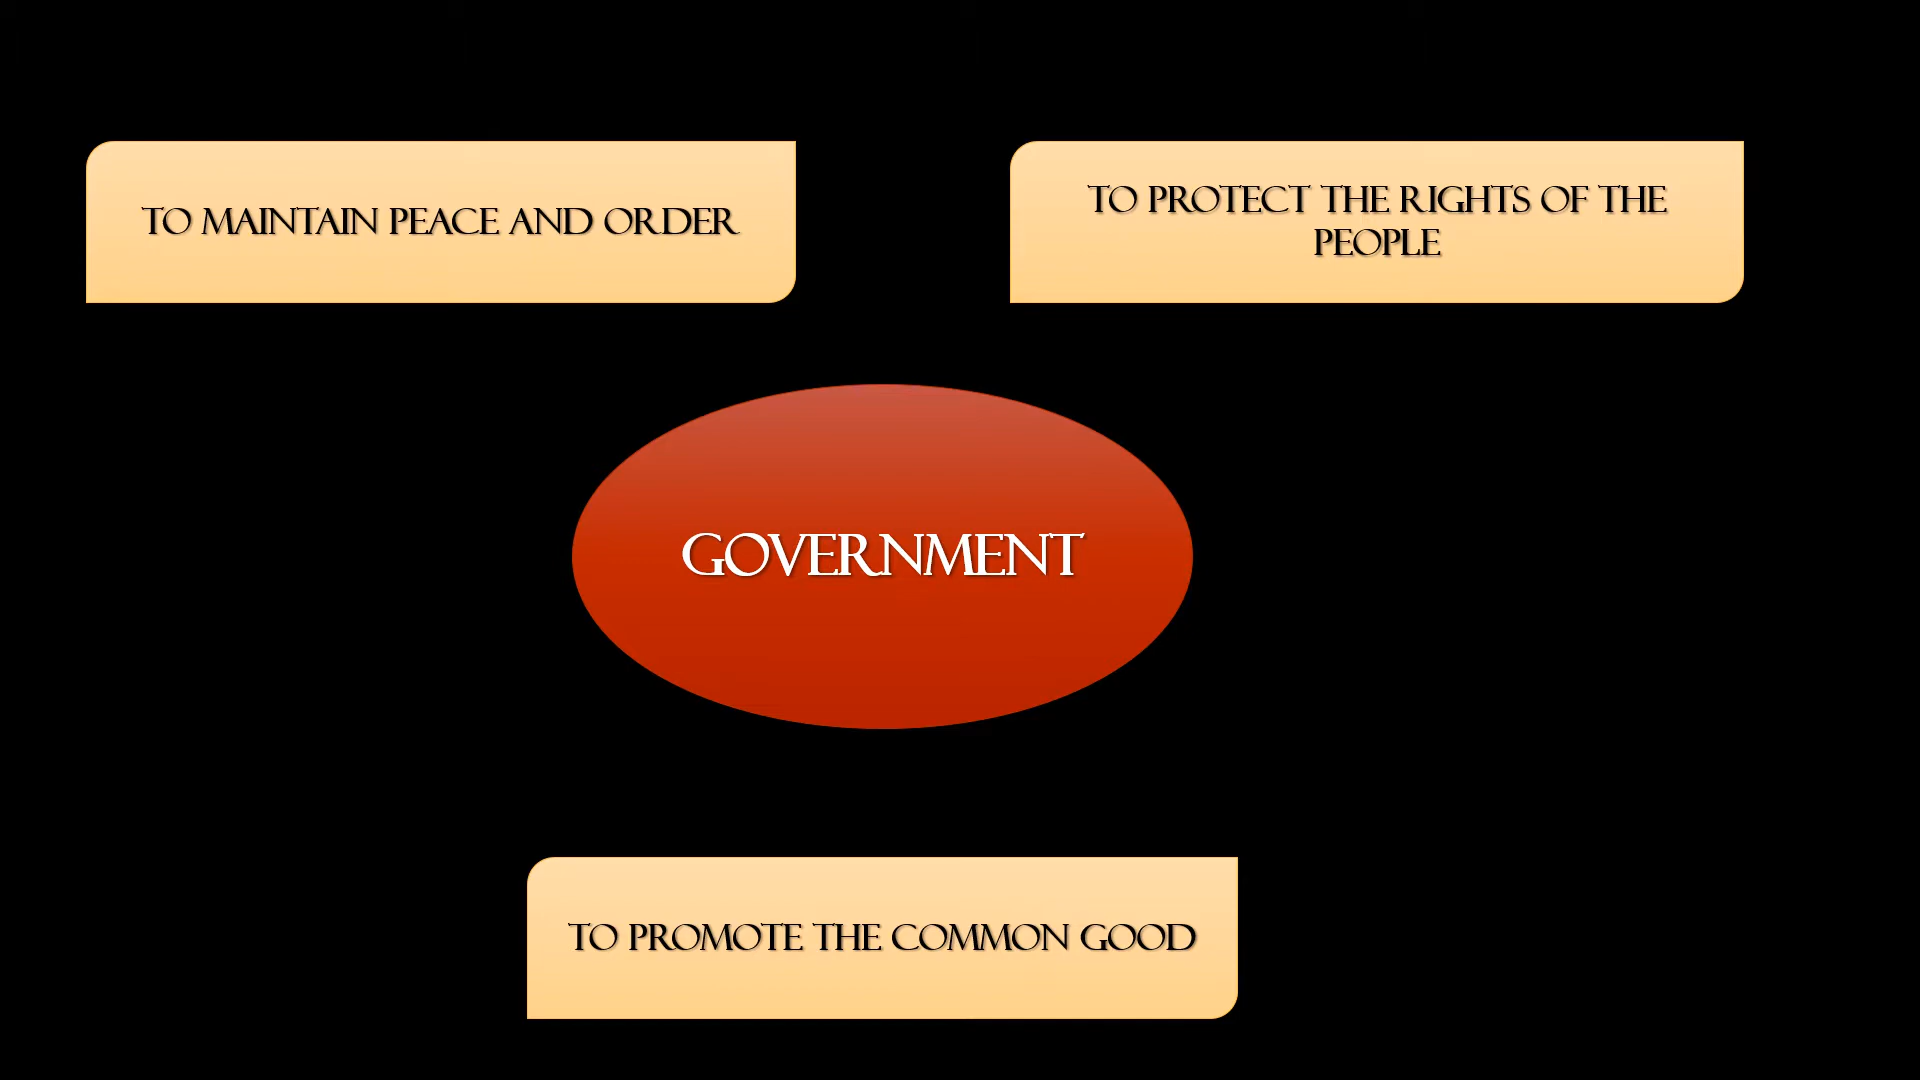 TO MAINTAIN PEACE AND ORDER
TO PROTECT THE RIGHTS OF THE
PEOPLE
GOVERNMENT
TO PROMOTE THE COMMON GOOD